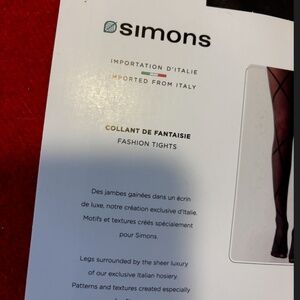 SIMONS
IMPORTATION D'ITALIE
IMPORTED FROM ITALY
COLLANT DE FANTAISIE
FASHION TIGHTS
Des jambes gainées dans un écrin
de luxe, notre création exclusive d'Italie.
Motifs et textures créés spécialement
pour Simons.
Legs surrounded by the sheer luxury
of our exclusive Italian hosiery.
Patterns and textures created especially